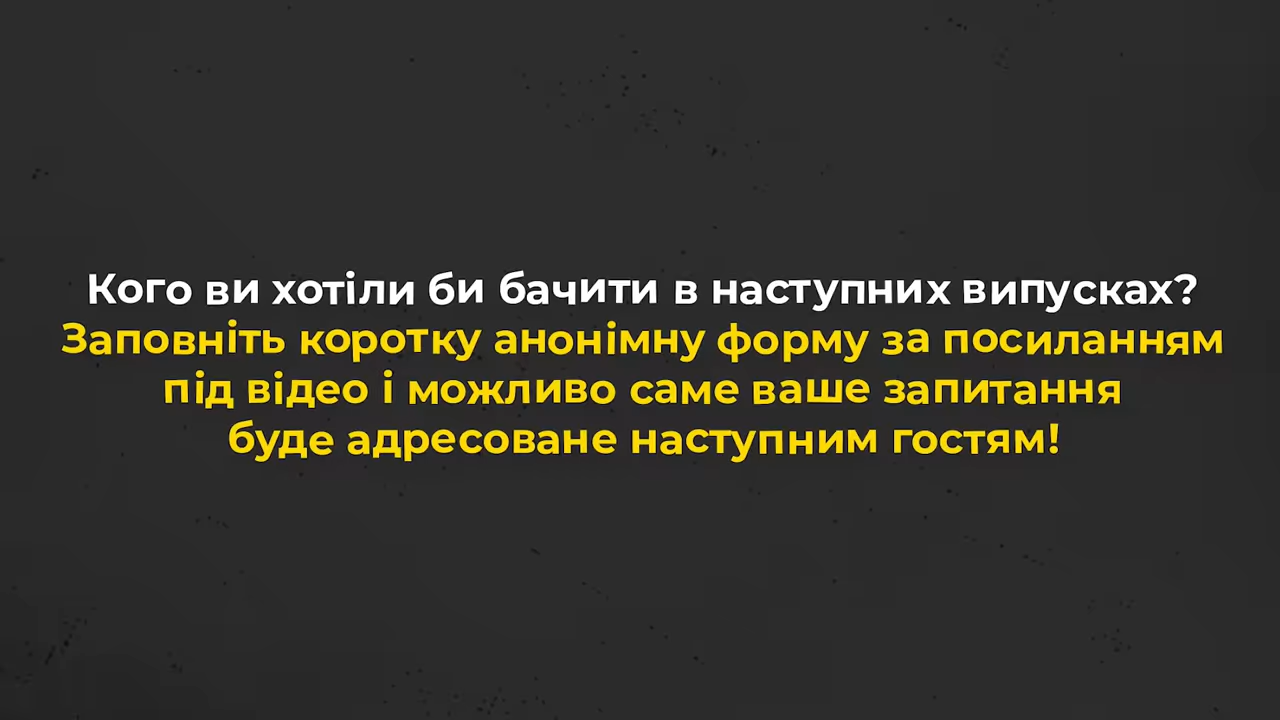 Кого ви хотіли би бачити в наступних випусках?
Заповніть коротку анонімну форму за посиланням
під відео і можливо саме ваше запитання
буде адресоване наступним гостям!